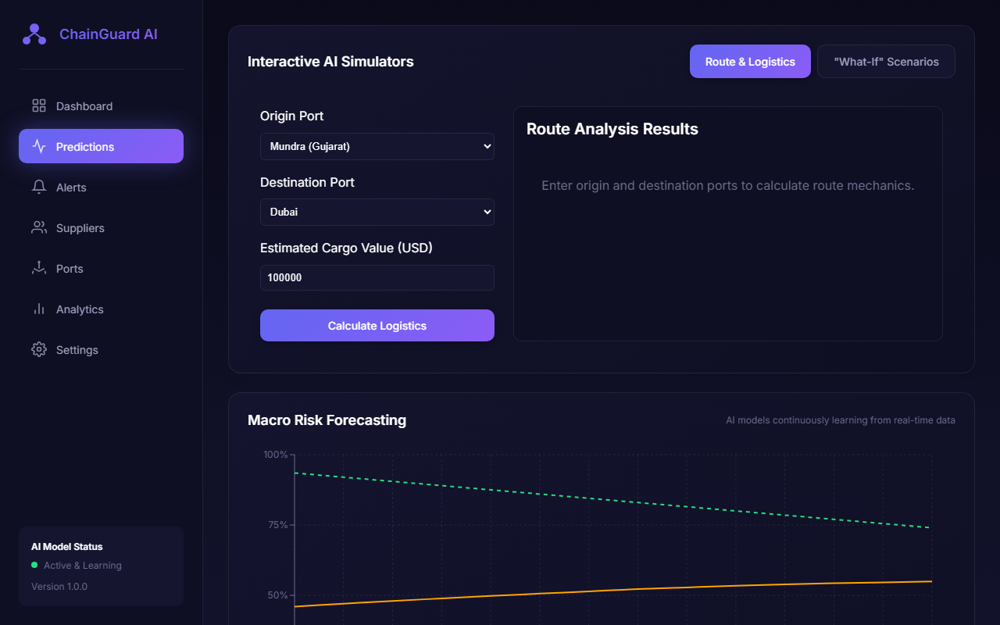 ChainGuard AI
Dashboard
Predictions
Alerts
Suppliers
Ports
Analytics
Settings
AI Model Status
Active & Learning
Version 1.0.0
Interactive AI Simulators
Route & Logistics
"What-If" Scenarios
Origin Port
Mundra (Gujarat)
Destination Port
Dubai
Estimated Cargo Value (USD)
100000
Calculate Logistics
Route Analysis Results
Enter origin and destination ports to calculate route mechanics.
Macro Risk Forecasting
AI models continuously learning from real-time data
100%
75%
50%